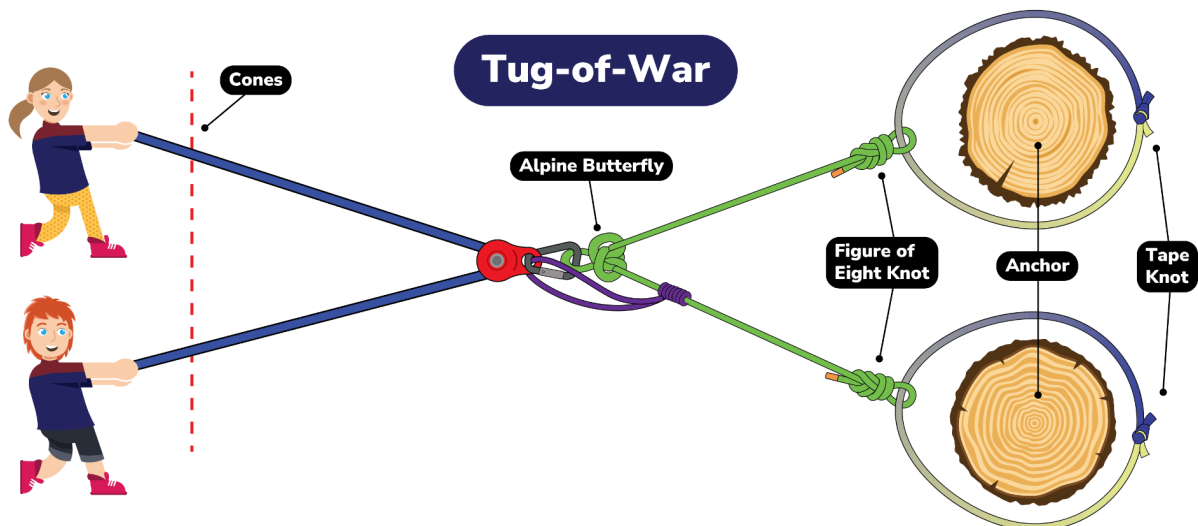 Tug-of-War
Cones
Alpine Butterfly
Figure of
Eight Knot
Anchor
Tape
Knot